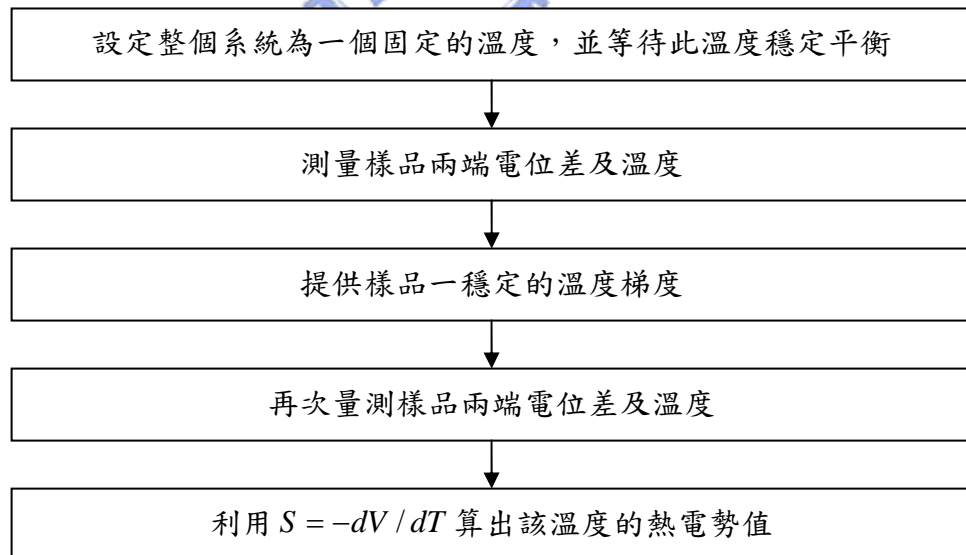 設定整個系統為一個固定的溫度，並等待此溫度穩定平衡
測量樣品兩端電位差及溫度
提供樣品一穩定的溫度梯度
再次量測樣品兩端電位差及溫度
利用 S = −dV / dT 算出該溫度的熱電勢值